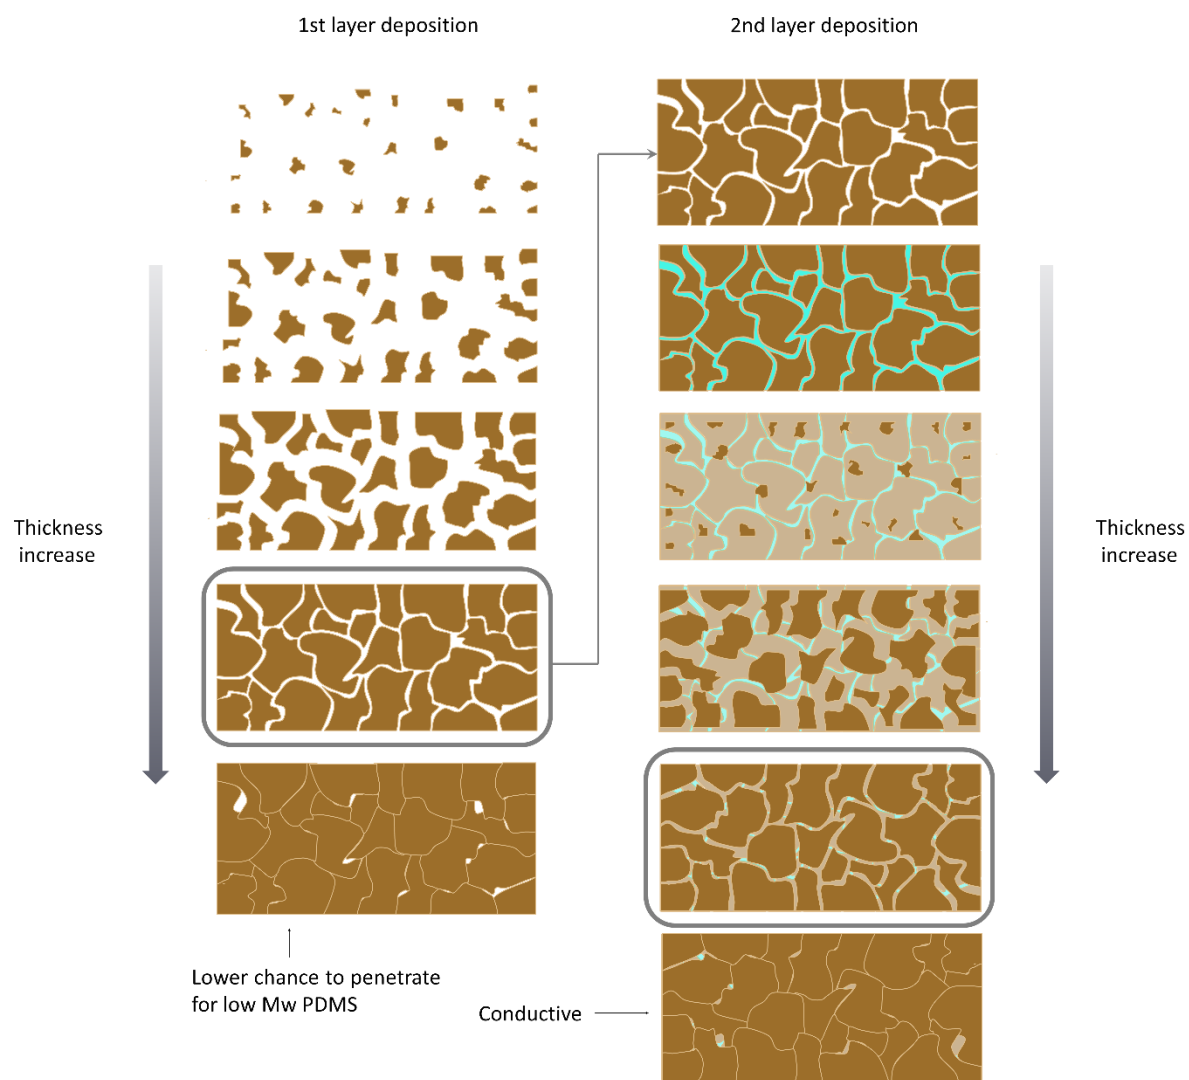 1st layer deposition
2nd layer deposition
Thickness
increase
Thickness
increase
Lower chance to penetrate
for low Mw PDMS
Conductive